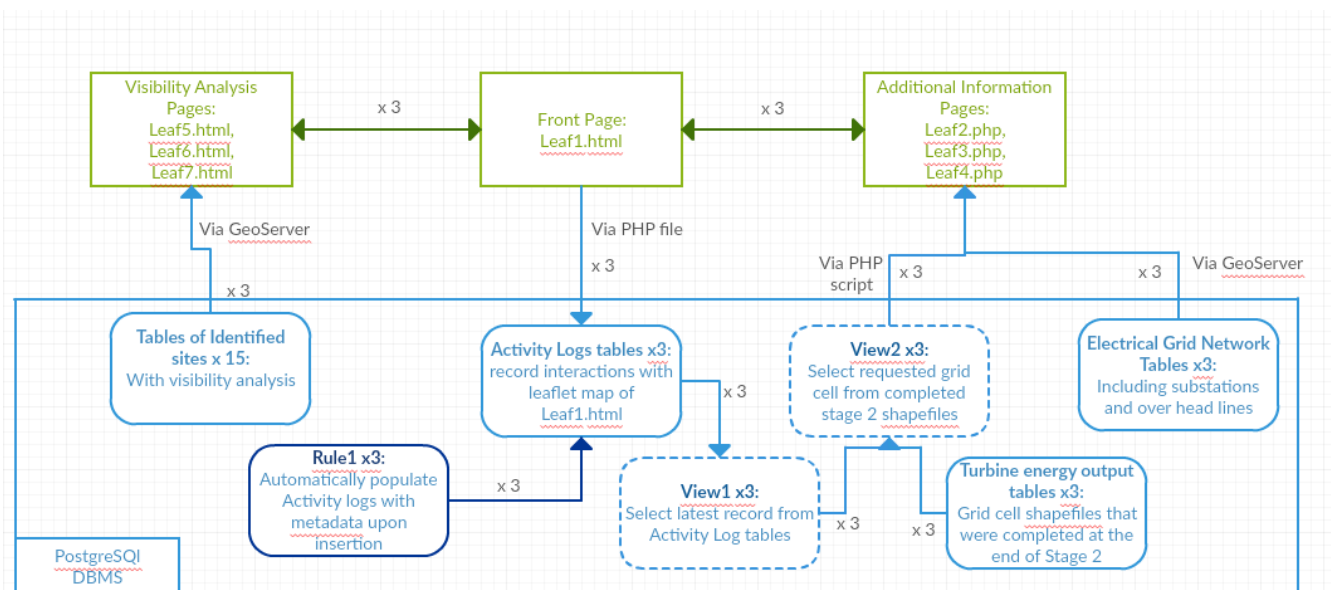 Visibility Analysis
Pages:
Leaf5.html,
Leaf6.html,
Leaf7.html
x 3
Front Page:
Leaf1.html
x 3
Additional Information
Pages:
Leaf2.php,
Leaf3.php,
Leaf4.php
Via GeoServer
x 3
Via PHP file
x 3
Via PHP
script
x 3
x 3
Via GeoServer
Tables of Identified
sites x 15:
With visibility analysis
Activity Logs tables x3:
record interactions with
leaflet map of
Leaf1.html
x 3
View2 x3:
Select requested grid
cell from completed
stage 2 shapefiles
Electrical Grid Network
Tables x3:
Including substations
and over head lines
Rule1 x3:
Automatically populate
Activity logs with
metadata upon
insertion
x 3
View1 x3:
Select latest record from
Activity Log tables
x 3
x 3
Turbine energy output
tables x3:
Grid cell shapefiles that
were completed at the
end of Stage 2
PostgreSQl
DBMS